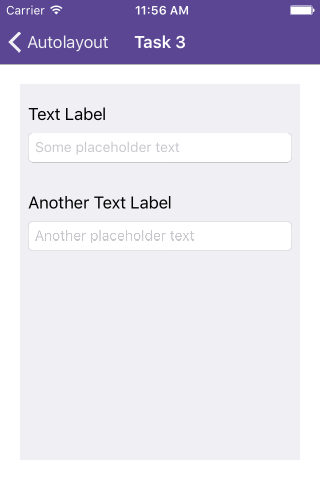 Carrier 11:56 AM
Autolayout Task 3
Text Label
Some placeholder text
Another Text Label
Another placeholder text